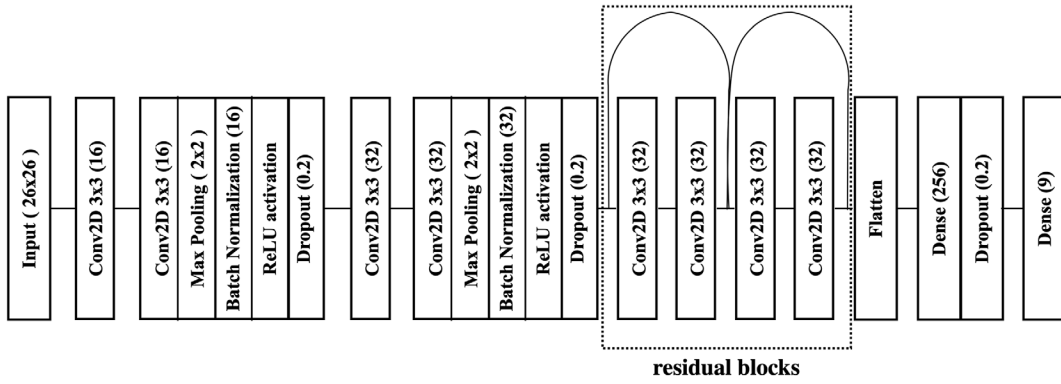 Input ( 26x26 )
Conv2D 3x3 (16)
Conv2D 3x3 (16)
Max Pooling ( 2x2 )
Batch Normalization (16)
ReLU activation
Dropout (0.2)
Conv2D 3x3 (32)
Conv2D 3x3 (32)
Max Pooling ( 2x2 )
Batch Normalization (32)
ReLU activation
Dropout (0.2)
Conv2D 3x3 (32)
Conv2D 3x3 (32)
Conv2D 3x3 (32)
Conv2D 3x3 (32)
Flatten
Dense (256)
Dropout (0.2)
Dense (9)
residual blocks